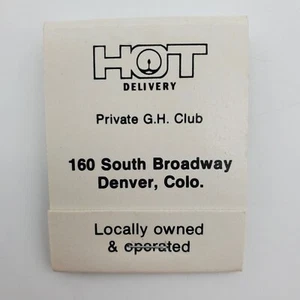 HOT
DELIVERY
Private G.H. Club
160 South Broadway
Denver, Colo.
Locally owned
& operated